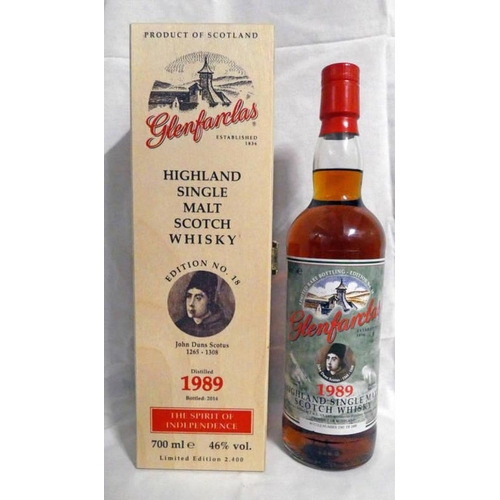 PRODUCT OF SCOTLAND
Glenfarclas
ESTABLISHED
1836
HIGHLAND
SINGLE
MALT
SCOTCH
WHISKY
EDITION NO. 18
John Duns Scotus
1265 - 1308
Distilled
1989
Bottled: 2014
THE SPIRIT OF
INDEPENDENCE
700 ml e 46% vol.
Limited Edition 2.400
RARE BOTTLING
Glenfarclas
1989
HIGHLAND SINGLE MALT
SCOTCH WHISKY